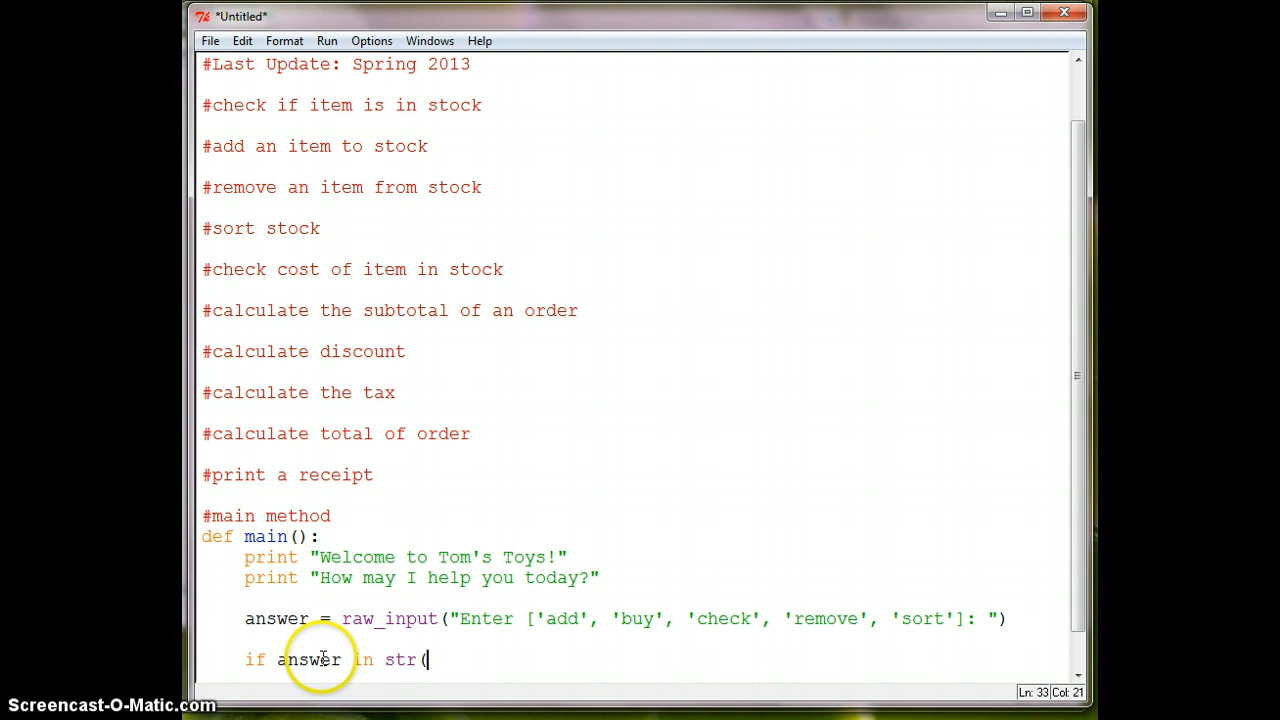 *Untitled*
File Edit Format Run Options Windows Help
#Last Update: Spring 2013
#check if item is in stock
#add an item to stock
#remove an item from stock
#sort stock
#check cost of item in stock
#calculate the subtotal of an order
#calculate discount
#calculate the tax
#calculate total of order
#print a receipt
#main method
def main():
    print "Welcome to Tom's Toys!"
    print "How may I help you today?"
    answer = raw_input("Enter ['add', 'buy', 'check', 'remove', 'sort']: ")
    if answer in str(
Ln: 33 Col: 21
Screencast-O-Matic.com